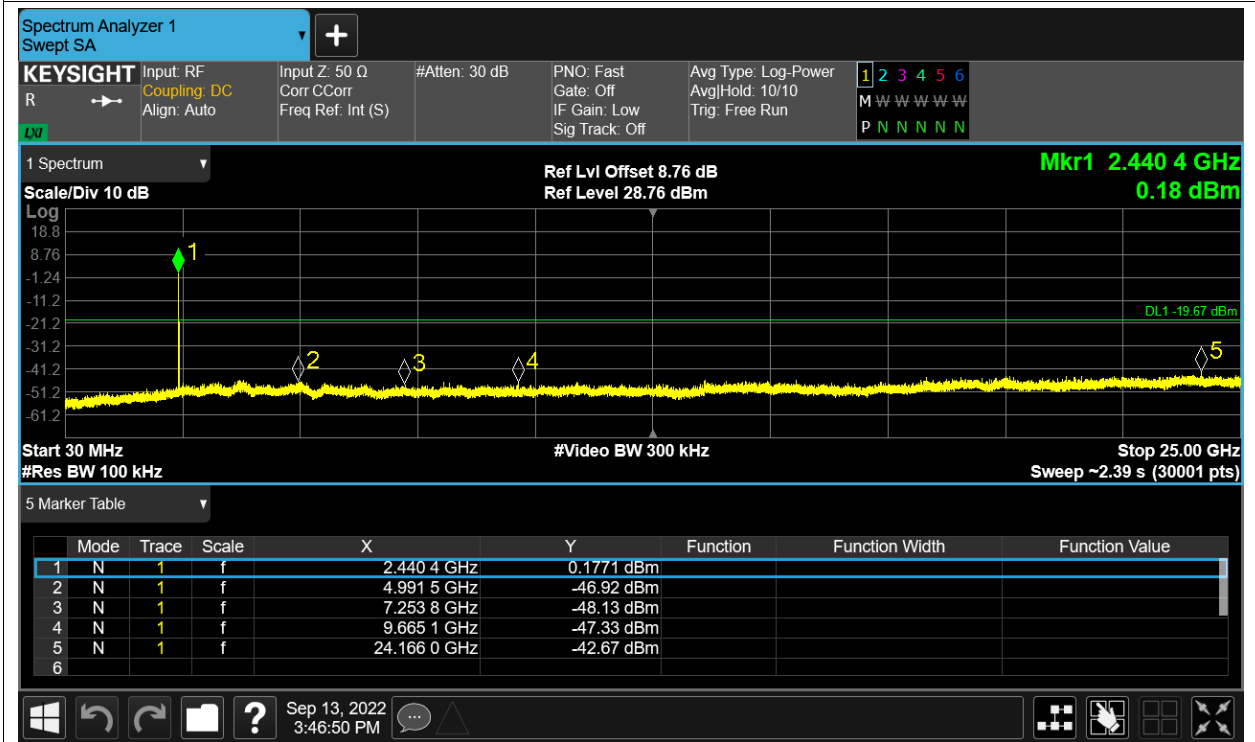 Spectrum Analyzer 1
Swept SA
+
KEYSIGHT
R
LXI
Input: RF
Coupling: DC
Align: Auto
Input Z: 50 Ω
Corr CCorr
Freq Ref: Int (S)
#Atten: 30 dB
PNO: Fast
Gate: Off
IF Gain: Low
Sig Track: Off
Avg Type: Log-Power
Avg|Hold: 10/10
Trig: Free Run
1 2 3 4 5 6
M W W W W W
P N N N N N
1 Spectrum
Scale/Div 10 dB
Ref Lvl Offset 8.76 dB
Ref Level 28.76 dBm
Mkr1 2.440 4 GHz
0.18 dBm
Log
18.8
8.76
-1.24
-11.2
-21.2
-31.2
-41.2
-51.2
-61.2
1
2
3
4
5
DL1 -19.67 dBm
Start 30 MHz
#Res BW 100 kHz
#Video BW 300 kHz
Stop 25.00 GHz
Sweep ~2.39 s (30001 pts)
5 Marker Table
Mode Trace Scale X Y Function Function Width Function Value
1 N 1 f 2.440 4 GHz 0.1771 dBm
2 N 1 f 4.991 5 GHz -46.92 dBm
3 N 1 f 7.253 8 GHz -48.13 dBm
4 N 1 f 9.665 1 GHz -47.33 dBm
5 N 1 f 24.166 0 GHz -42.67 dBm
6
?
Sep 13, 2022
3:46:50 PM